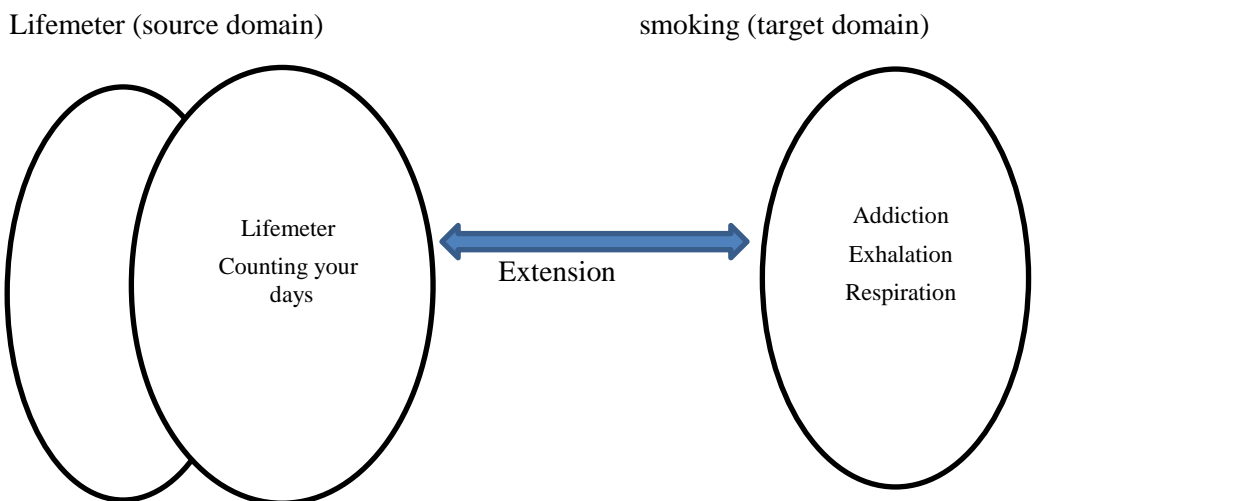 Lifemeter (source domain)
smoking (target domain)
Lifemeter
Counting your
days
Extension
Addiction
Exhalation
Respiration